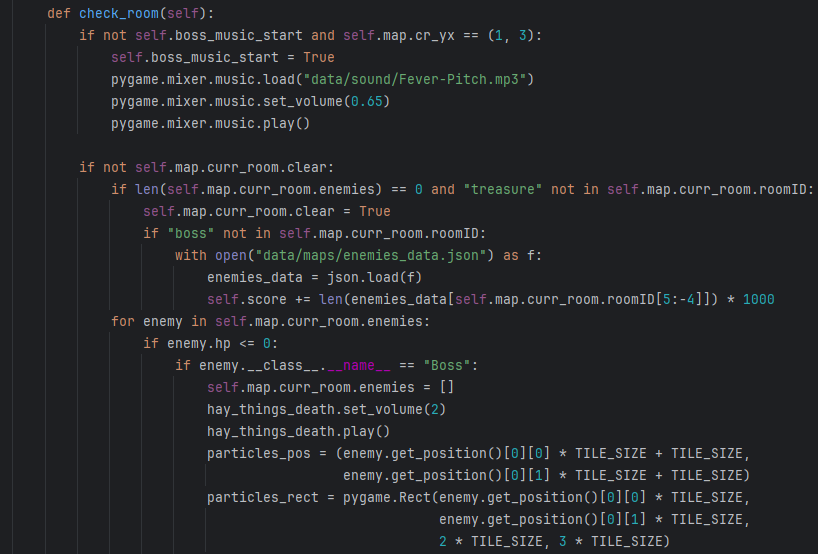 def check_room(self):
if not self.boss_music_start and self.map.cr_yx == (1, 3):
self.boss_music_start = True
pygame.mixer.music.load("data/sound/Fever-Pitch.mp3")
pygame.mixer.music.set_volume(0.65)
pygame.mixer.music.play()
if not self.map.curr_room.clear:
if len(self.map.curr_room.enemies) == 0 and "treasure" not in self.map.curr_room.roomID:
self.map.curr_room.clear = True
if "boss" not in self.map.curr_room.roomID:
with open("data/maps/enemies_data.json") as f:
enemies_data = json.load(f)
self.score += len(enemies_data[self.map.curr_room.roomID[5:-4]]) * 1000
for enemy in self.map.curr_room.enemies:
if enemy.hp <= 0:
if enemy.__class__.__name__ == "Boss":
self.map.curr_room.enemies = []
hay_things_death.set_volume(2)
hay_things_death.play()
particles_pos = (enemy.get_position()[0][0] * TILE_SIZE + TILE_SIZE,
enemy.get_position()[0][1] * TILE_SIZE + TILE_SIZE)
particles_rect = pygame.Rect(enemy.get_position()[0][0] * TILE_SIZE,
enemy.get_position()[0][1] * TILE_SIZE,
2 * TILE_SIZE, 3 * TILE_SIZE)